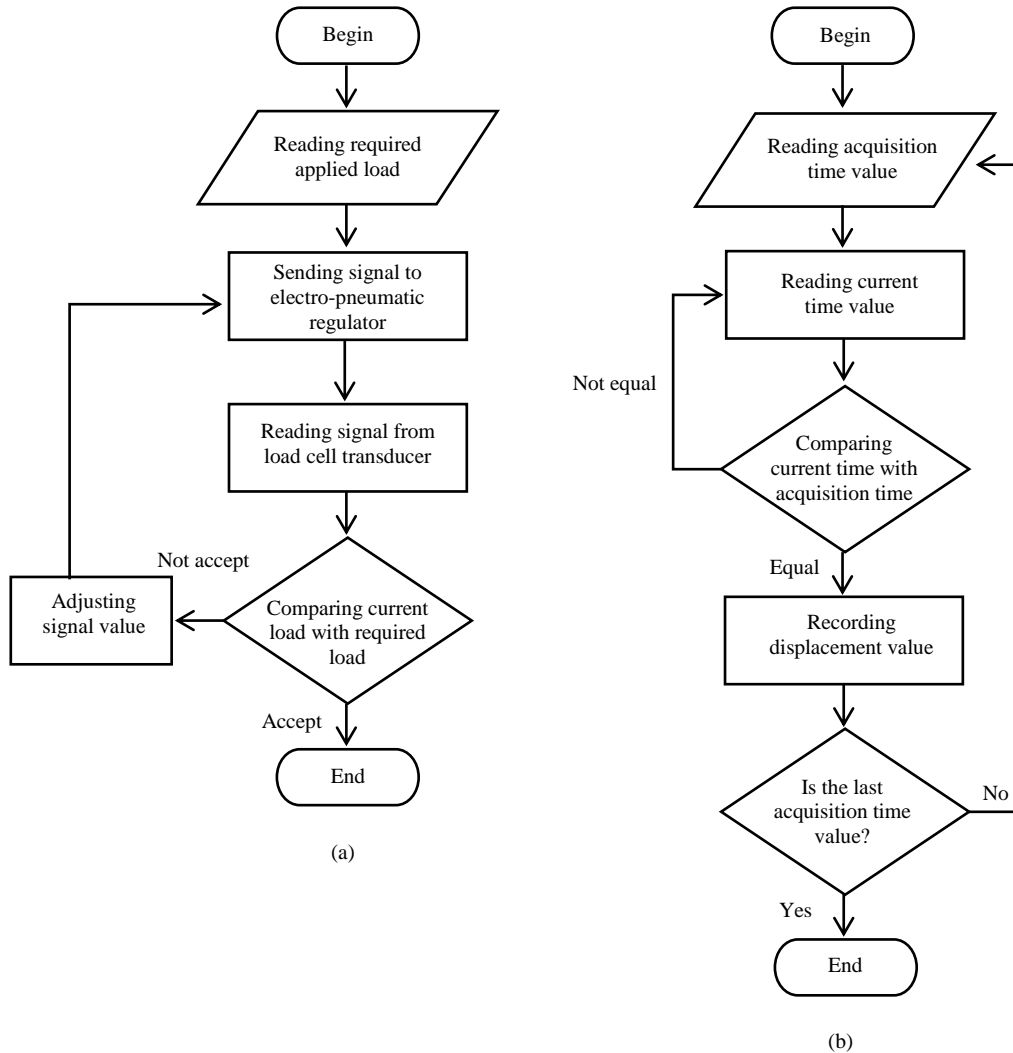 Begin
Reading required
applied load
Sending signal to
electro-pneumatic
regulator
Reading signal from
load cell transducer
Not accept
Adjusting
signal value
Comparing current
load with required
load
Accept
End
(a)
Begin
Reading acquisition
time value
Reading current
time value
Not equal
Comparing
current time with
acquisition time
Equal
Recording
displacement value
Is the last
acquisition time
value?
No
Yes
End
(b)